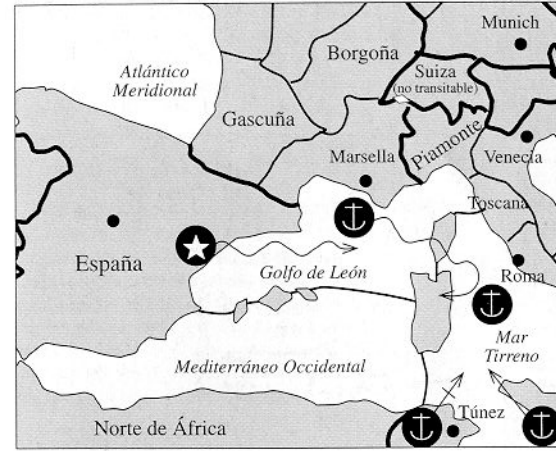 Munich
Borgoña
Atlántico
Meridional
Suiza
(no transitable)
Gascuña
Marsella
Piamonte
Venecia
Toscana
España
Golfo de León
Roma
Mar
Tirreno
Mediterráneo Occidental
Túnez
Norte de África